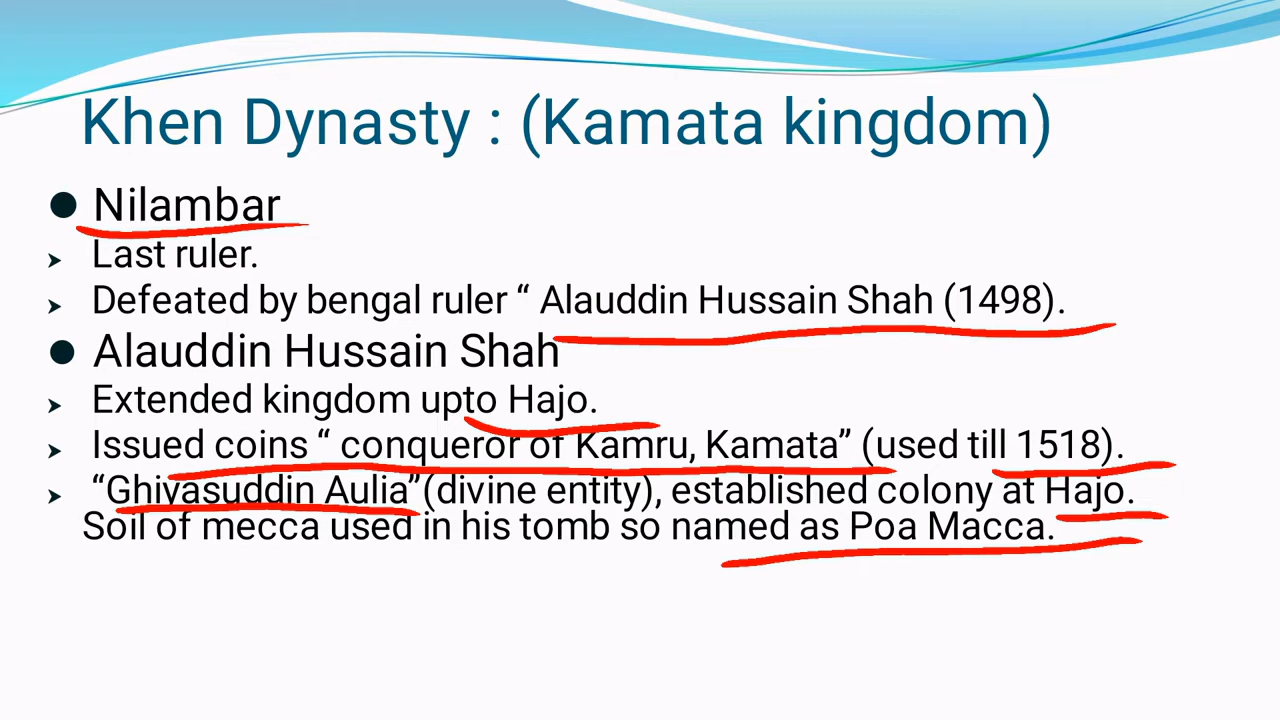 Khen Dynasty : (Kamata kingdom)
● Nilambar
➢ Last ruler.
➢ Defeated by bengal ruler “ Alauddin Hussain Shah (1498).
● Alauddin Hussain Shah
➢ Extended kingdom upto Hajo.
➢ Issued coins “ conqueror of Kamru, Kamata” (used till 1518).
➢ “Ghiyasuddin Aulia”(divine entity), established colony at Hajo.
Soil of mecca used in his tomb so named as Poa Macca.